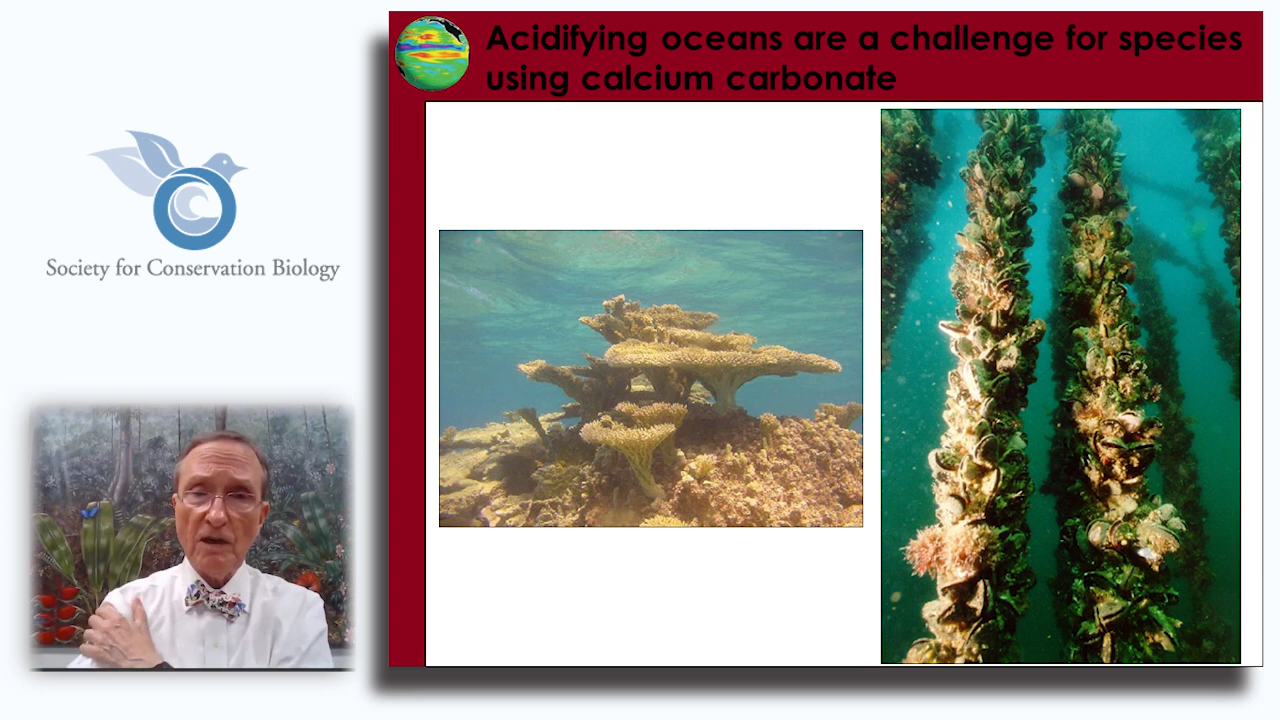 Acidifying oceans are a challenge for species
using calcium carbonate
Society for Conservation Biology